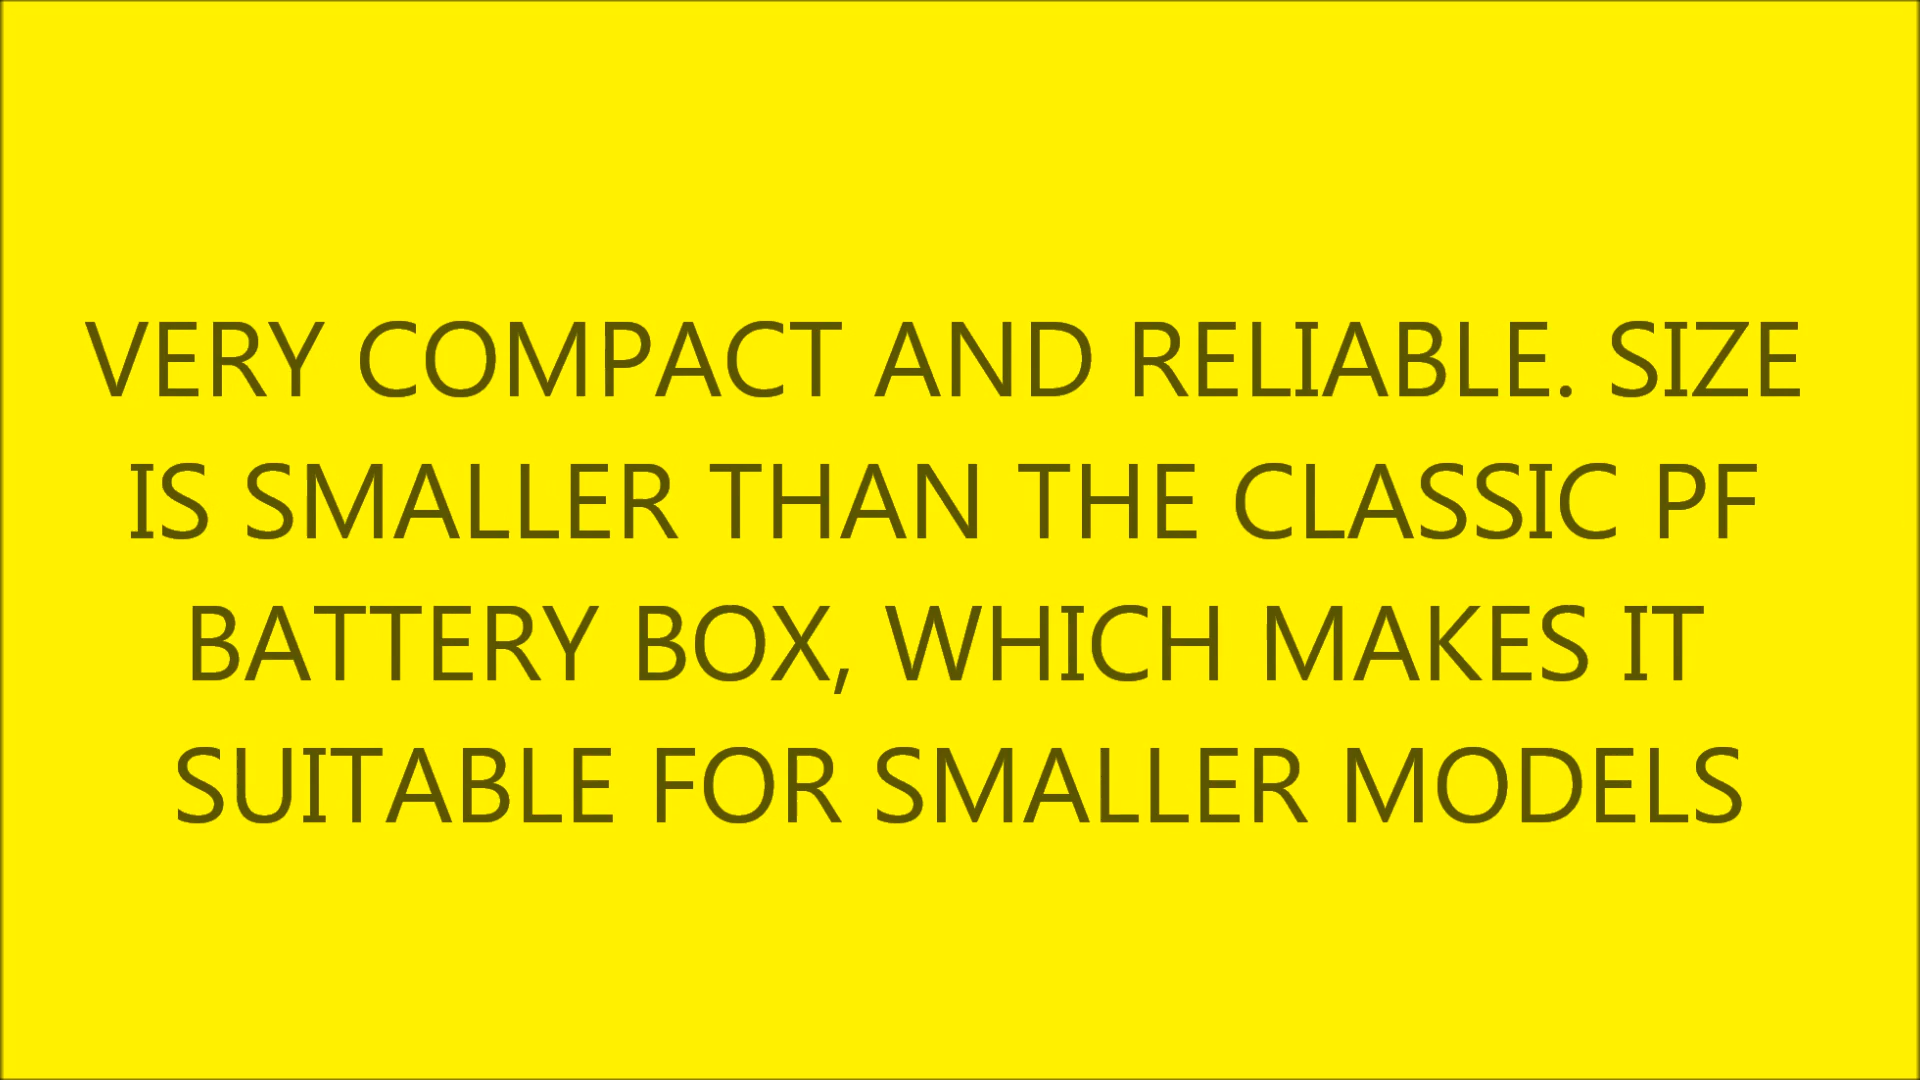 VERY COMPACT AND RELIABLE. SIZE
IS SMALLER THAN THE CLASSIC PF
BATTERY BOX, WHICH MAKES IT
SUITABLE FOR SMALLER MODELS